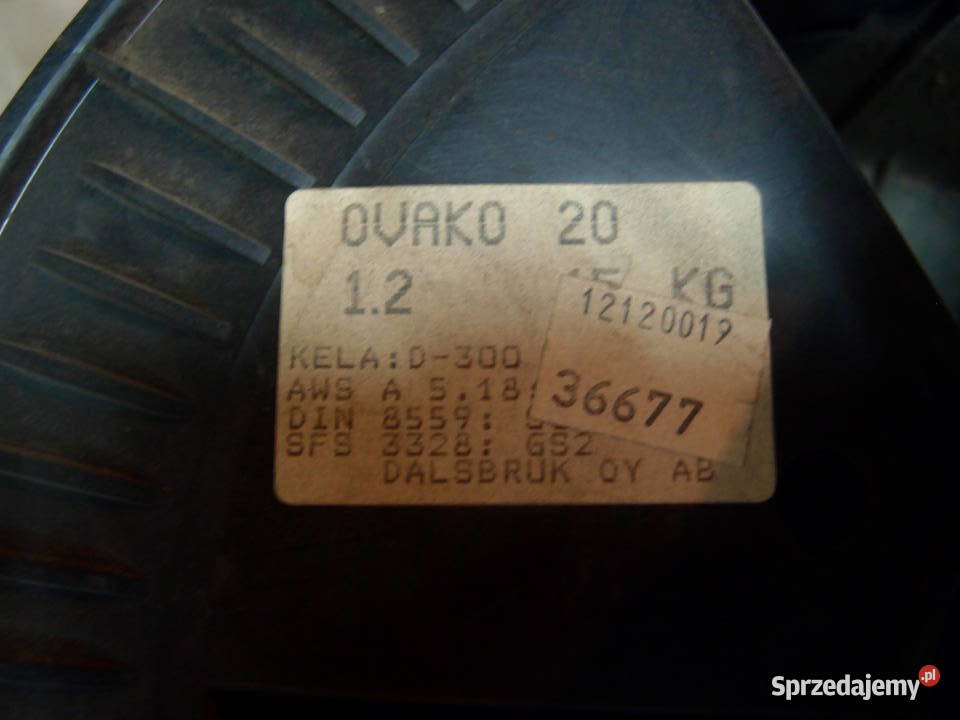 OVAKO 20
1.2 KG
12120019
KELA:D-300
36677
AWS A 5.18
DIN 8559:
SFS 3328: GS2
DALSBRUK OY AB
Sprzedajemy.pl